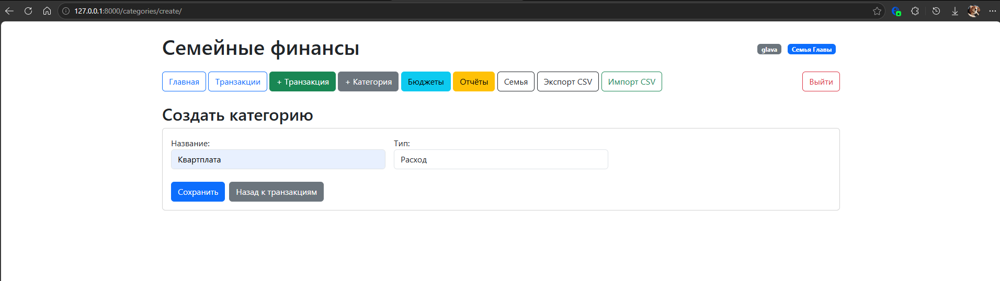 127.0.0.1:8000/categories/create/
Семейные финансы
glava Семья Главы
Главная Транзакции + Транзакция + Категория Бюджеты Отчёты Семья Экспорт CSV Импорт CSV Выйти
Создать категорию
Название: Тип:
Квартплата Расход
Сохранить Назад к транзакциям